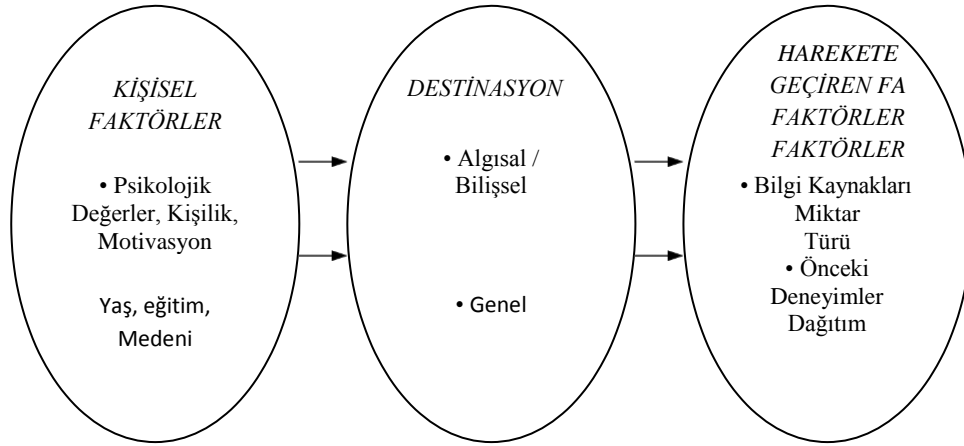 KİŞİSEL
FAKTÖRLER
• Psikolojik
Değerler, Kişilik,
Motivasyon
Yaş, eğitim,
Medeni
DESTİNASYON
• Algısal /
Bilişsel
• Genel
HAREKETE
GEÇİREN FA
FAKTÖRLER
FAKTÖRLER
• Bilgi Kaynakları
Miktar
Türü
• Önceki
Deneyimler
Dağıtım